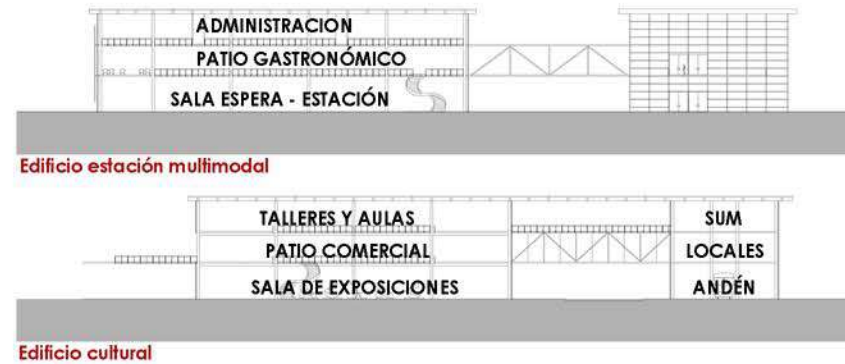 ADMINISTRACION
PATIO GASTRONÓMICO
SALA ESPERA - ESTACIÓN
Edificio estación multimodal
TALLERES Y AULAS SUM
PATIO COMERCIAL LOCALES
SALA DE EXPOSICIONES ANDÉN
Edificio cultural